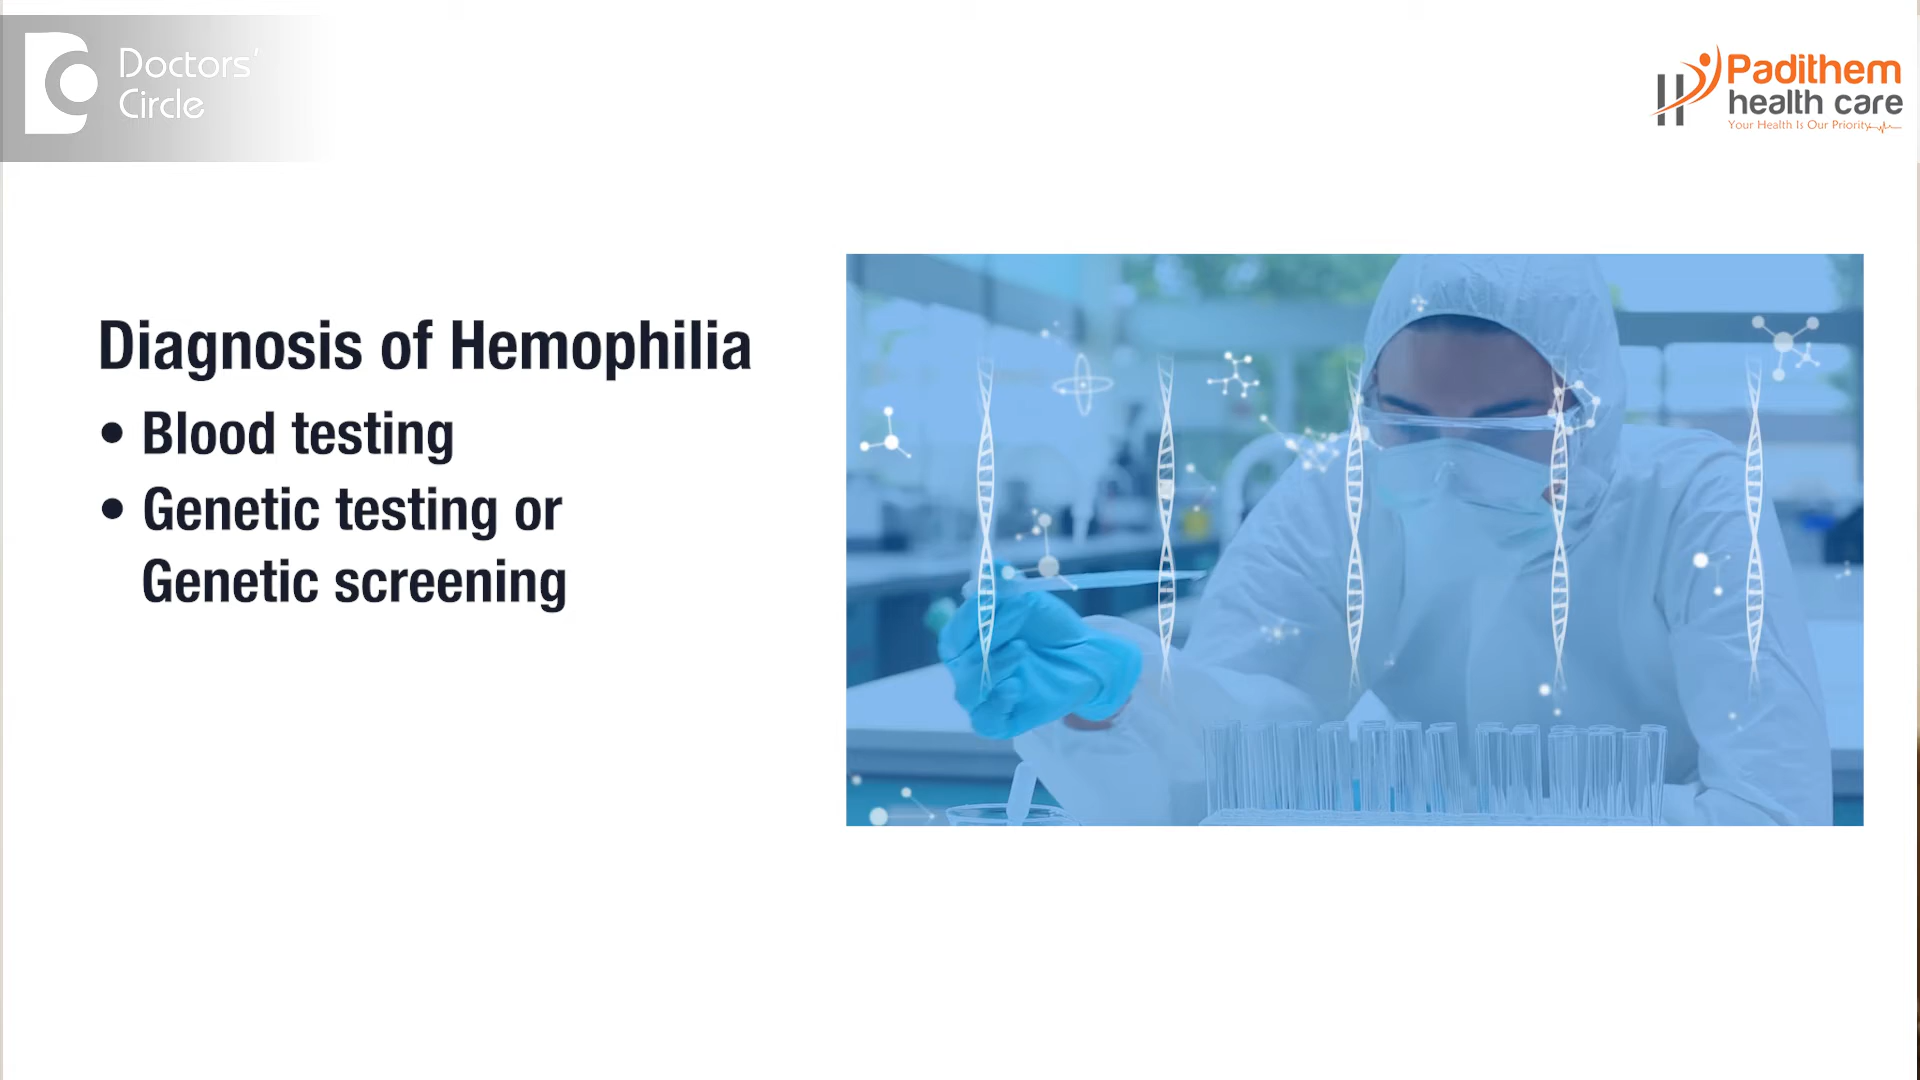 Doctors'
Circle
Padithem
health care
Your Health Is Our Priority
Diagnosis of Hemophilia
• Blood testing
• Genetic testing or
Genetic screening